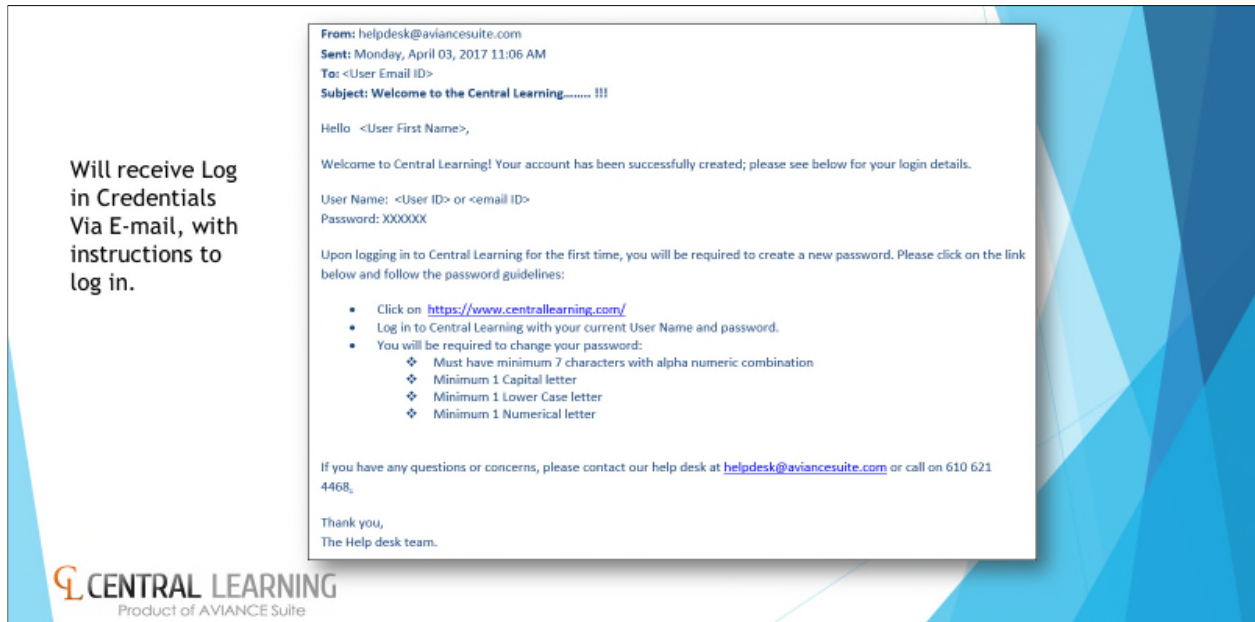 Will receive Log
in Credentials
Via E-mail, with
instructions to
log in.
From: helpdesk@aviancesuite.com
Sent: Monday, April 03, 2017 11:06 AM
To: <User Email ID>
Subject: Welcome to the Central Learning........ !!!
Hello <User First Name>,
Welcome to Central Learning! Your account has been successfully created; please see below for your login details.
User Name: <User ID> or <email ID>
Password: XXXXXX
Upon logging in to Central Learning for the first time, you will be required to create a new password. Please click on the link
below and follow the password guidelines:
• Click on https://www.centrallearning.com/
• Log in to Central Learning with your current User Name and password.
• You will be required to change your password:
❖ Must have minimum 7 characters with alpha numeric combination
❖ Minimum 1 Capital letter
❖ Minimum 1 Lower Case letter
❖ Minimum 1 Numerical letter
If you have any questions or concerns, please contact our help desk at helpdesk@aviancesuite.com or call on 610 621
4468.
Thank you,
The Help desk team.
CL CENTRAL LEARNING
Product of AVIANCE Suite